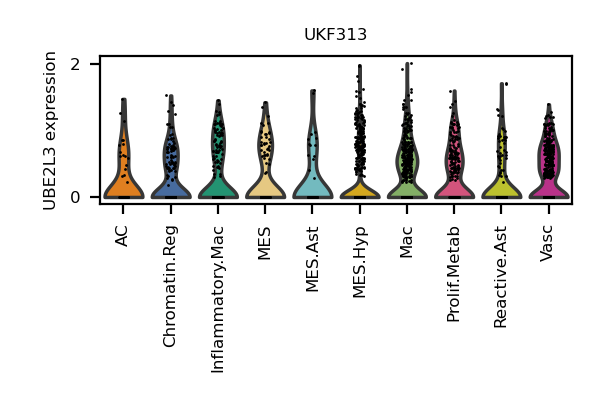 UKF313
UBE2L3 expression
2
0
AC
Chromatin.Reg
Inflammatory.Mac
MES
MES.Ast
MES.Hyp
Mac
Prolif.Metab
Reactive.Ast
Vasc